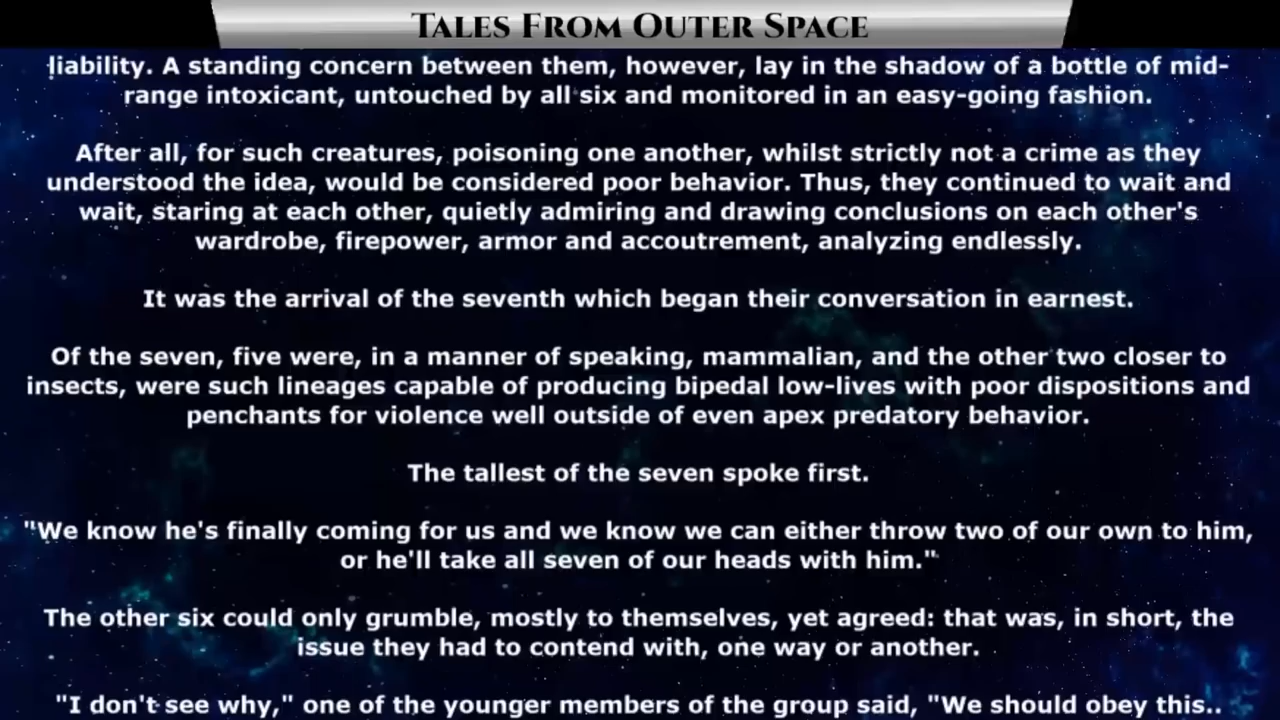 Tales From Outer Space
liability. A standing concern between them, however, lay in the shadow of a bottle of mid-
range intoxicant, untouched by all six and monitored in an easy-going fashion.
After all, for such creatures, poisoning one another, whilst strictly not a crime as they
understood the idea, would be considered poor behavior. Thus, they continued to wait and
wait, staring at each other, quietly admiring and drawing conclusions on each other's
wardrobe, firepower, armor and accoutrement, analyzing endlessly.
It was the arrival of the seventh which began their conversation in earnest.
Of the seven, five were, in a manner of speaking, mammalian, and the other two closer to
insects, were such lineages capable of producing bipedal low-lives with poor dispositions and
penchants for violence well outside of even apex predatory behavior.
The tallest of the seven spoke first.
"We know he's finally coming for us and we know we can either throw two of our own to him,
or he'll take all seven of our heads with him."
The other six could only grumble, mostly to themselves, yet agreed: that was, in short, the
issue they had to contend with, one way or another.
"I don't see why," one of the younger members of the group said, "We should obey this..